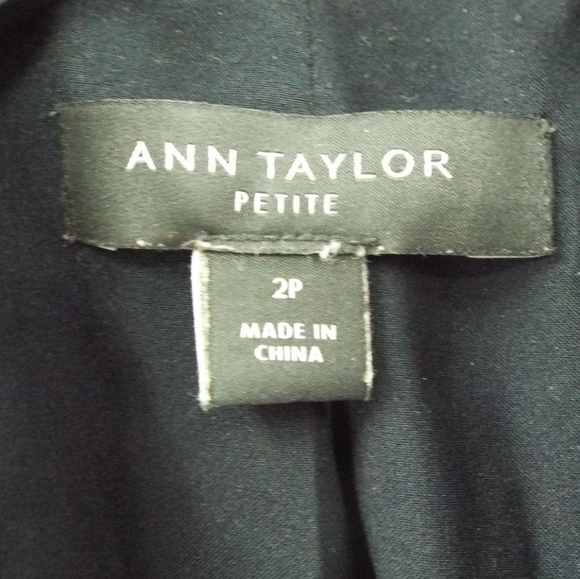 ANN TAYLOR
PETITE
2P
MADE IN
CHINA